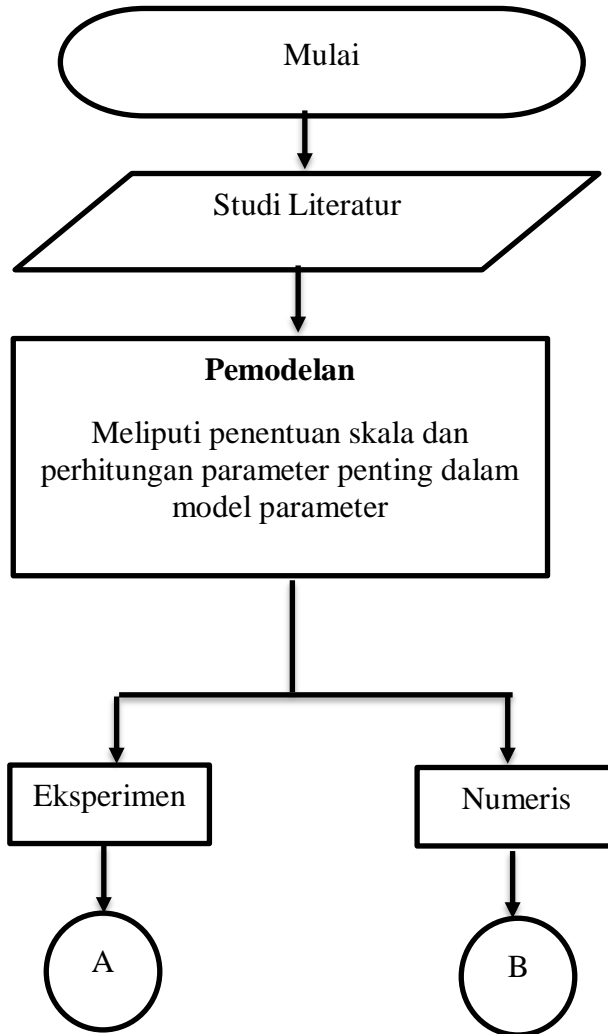 Mulai
Studi Literatur
Pemodelan
Meliputi penentuan skala dan
perhitungan parameter penting dalam
model parameter
Eksperimen
Numeris
A
B